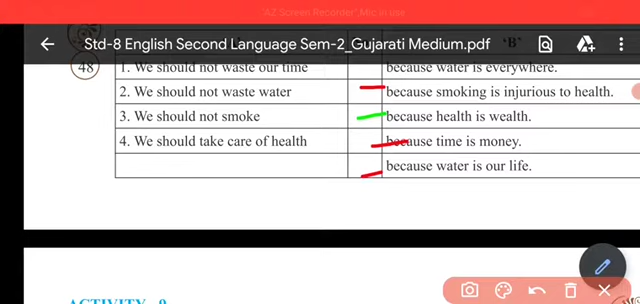 'AZ Screen Recorder'.Mic in use
Std-8 English Second Language Sem-2_Gujarati Medium.pdf
'B'
48
1. We should not waste our time because water is everywhere.
2. We should not waste water because smoking is injurious to health.
3. We should not smoke because health is wealth.
4. We should take care of health because time is money.
because water is our life.
ACTIVITY - 9